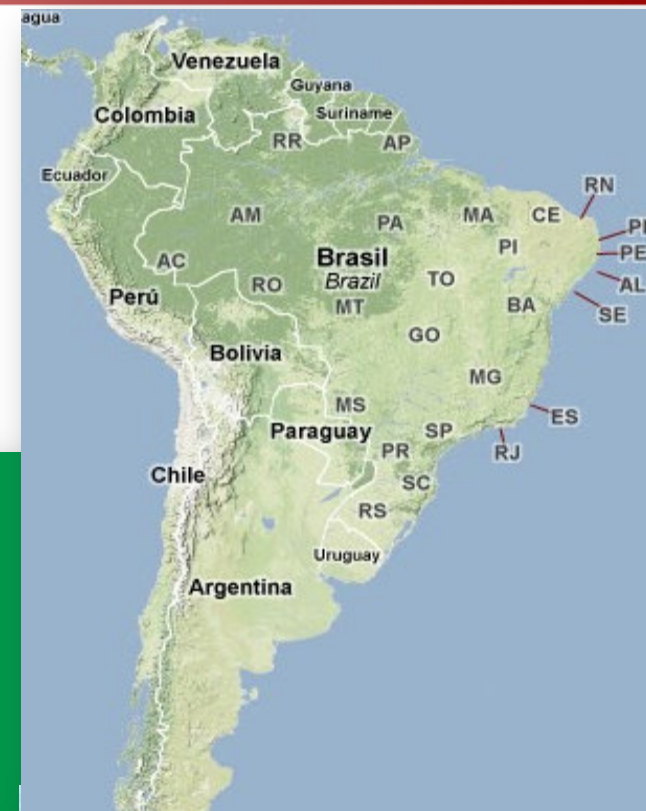 agua
Venezuela
Guyana
Colombia
Suriname
RR
AP
Ecuador
RN
AM
PA
MA
CE
PI
PE
AC
Brasil
Brazil
RO
TO
AL
Perú
MT
BA
SE
GO
Bolivia
MG
MS
ES
Paraguay
SP
PR
RJ
Chile
SC
RS
Uruguay
Argentina